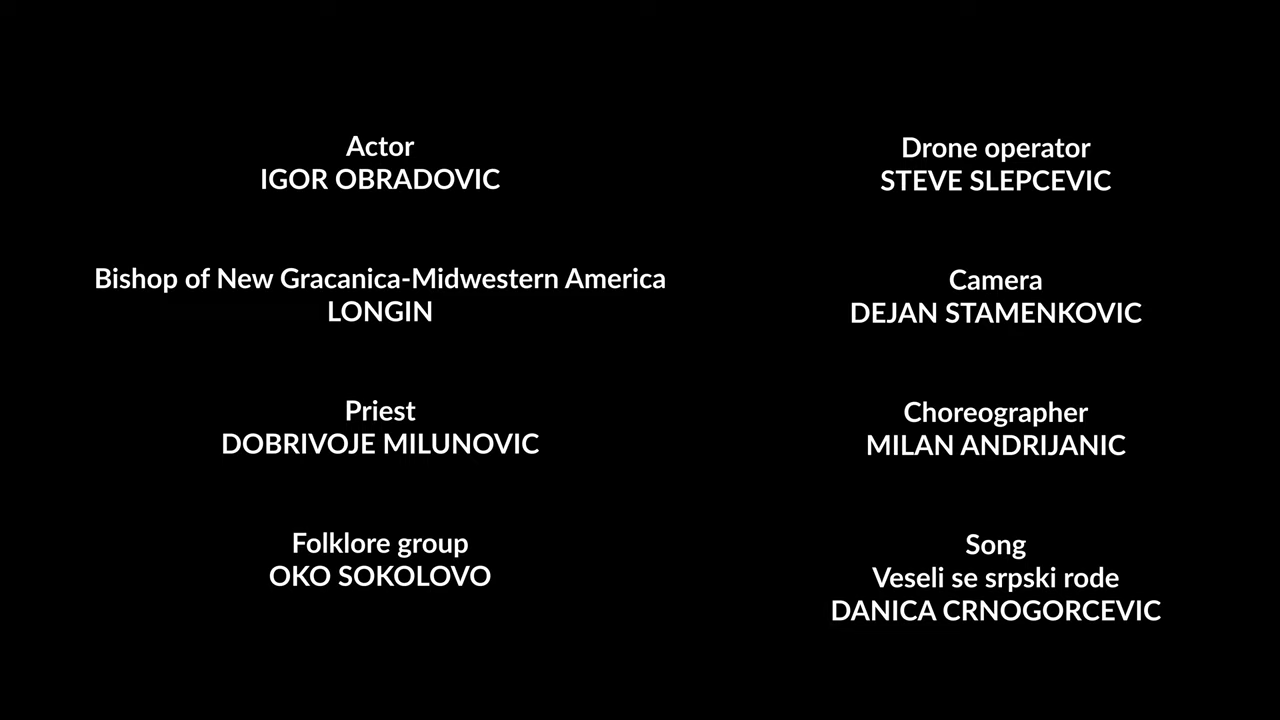 Actor
IGOR OBRADOVIC
Bishop of New Gracanica-Midwestern America
LONGIN
Priest
DOBRIVOJE MILUNOVIC
Folklore group
OKO SOKOLOVO
Drone operator
STEVE SLEPCEVIC
Camera
DEJAN STAMENKOVIC
Choreographer
MILAN ANDRIJANIC
Song
Veseli se srpski rode
DANICA CRNOGORCEVIC